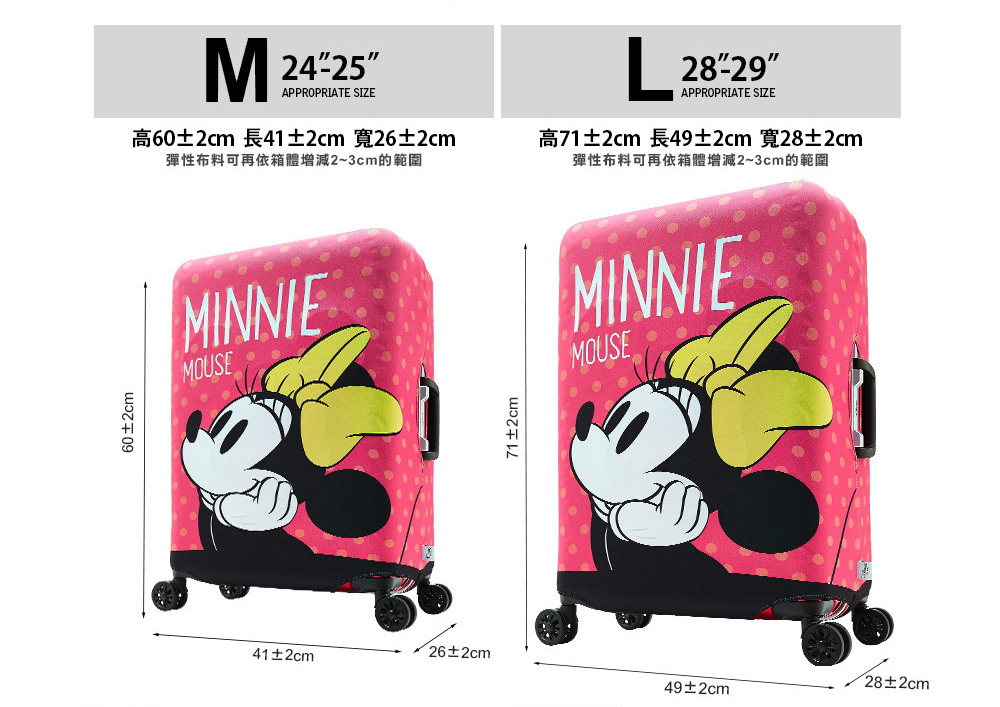 M 24"-25"
APPROPRIATE SIZE
高60±2cm 長41±2cm 寬26±2cm
彈性布料可再依箱體增減2~3cm的範圍
MINNIE
MOUSE
60±2cm
41±2cm
26±2cm
L 28"-29"
APPROPRIATE SIZE
高71±2cm 長49±2cm 寬28±2cm
彈性布料可再依箱體增減2~3cm的範圍
MINNIE
MOUSE
71±2cm
49±2cm
28±2cm